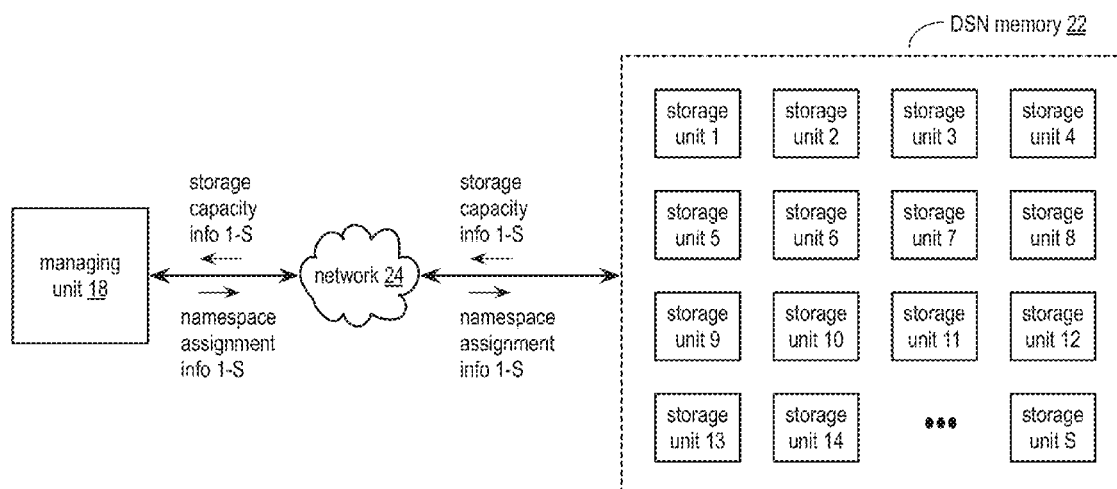 DSN memory 22
storage
unit 1
storage
unit 2
storage
unit 3
storage
unit 4
storage
capacity
info 1-S
storage
capacity
info 1-S
managing
unit 18
network 24
storage
unit 5
storage
unit 6
storage
unit 7
storage
unit 8
namespace
assignment
info 1-S
namespace
assignment
info 1-S
storage
unit 9
storage
unit 10
storage
unit 11
storage
unit 12
storage
unit 13
storage
unit 14
•••
storage
unit S